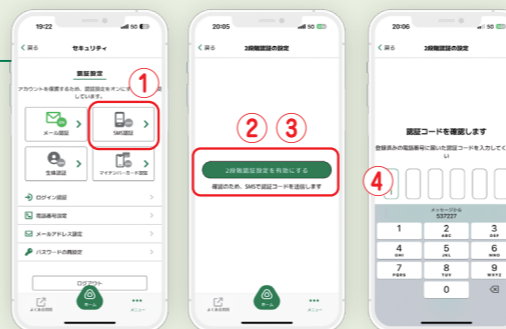 19:22
5G
戻る
セキュリティ
認証設定
アカウントを保護するため、認証設定をオンにす
しています。
①
メール認証
SMS認証
生体認証
マイナンバーカード認証
ログイン認証
電話番号設定
メールアドレス設定
パスワードの再設定
ログアウト
よくある質問
ホーム
メニュー
20:05
5G
戻る
2段階認証の設定
② ③
2段階認証設定を有効にする
確認のため、SMSで認証コードを送信します
よくある質問
ホーム
メニュー
20:06
5G
戻る
2段階認証の設定
認証コードを確認します
登録済みの電話番号に届いた認証コードを入力してく
い
④
メッセージから
537227
1
2
ABC
3
DEF
4
GHI
5
JKL
6
MNO
7
PQRS
8
TUV
9
WXYZ
0